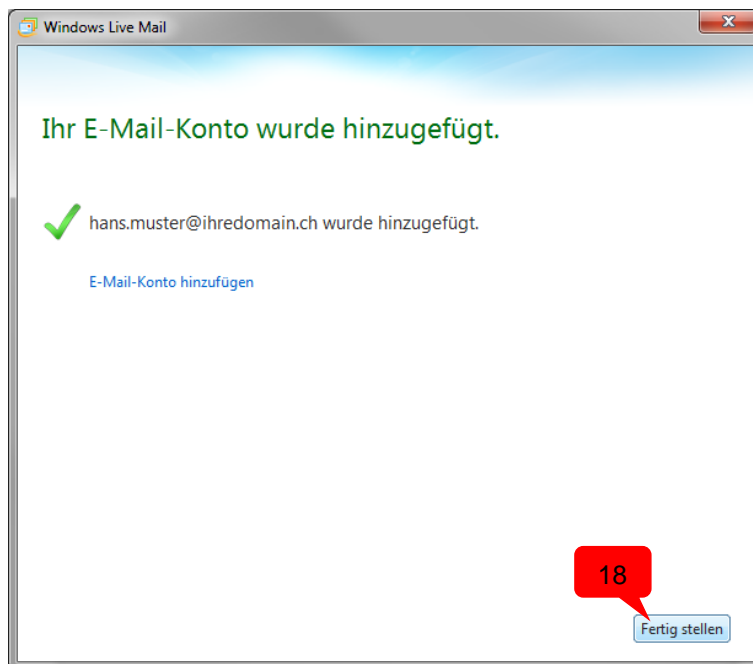 Windows Live Mail
Ihr E-Mail-Konto wurde hinzugefügt.
hans.muster@ihredomain.ch wurde hinzugefügt.
E-Mail-Konto hinzufügen
18
Fertig stellen